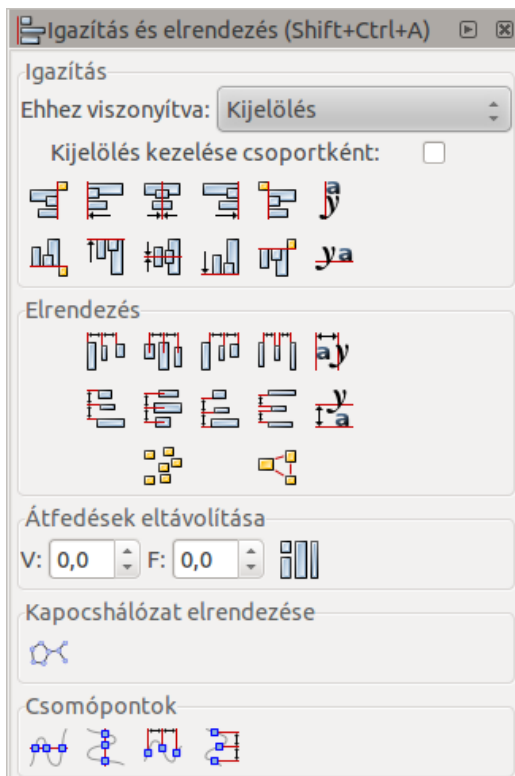 Igazítás és elrendezés (Shift+Ctrl+A)
Igazítás
Ehhez viszonyítva: Kijelölés
Kijelölés kezelése csoportként:
Elrendezés
Átfedések eltávolítása
V: 0,0 F: 0,0
Kapocshálózat elrendezése
Csomópontok